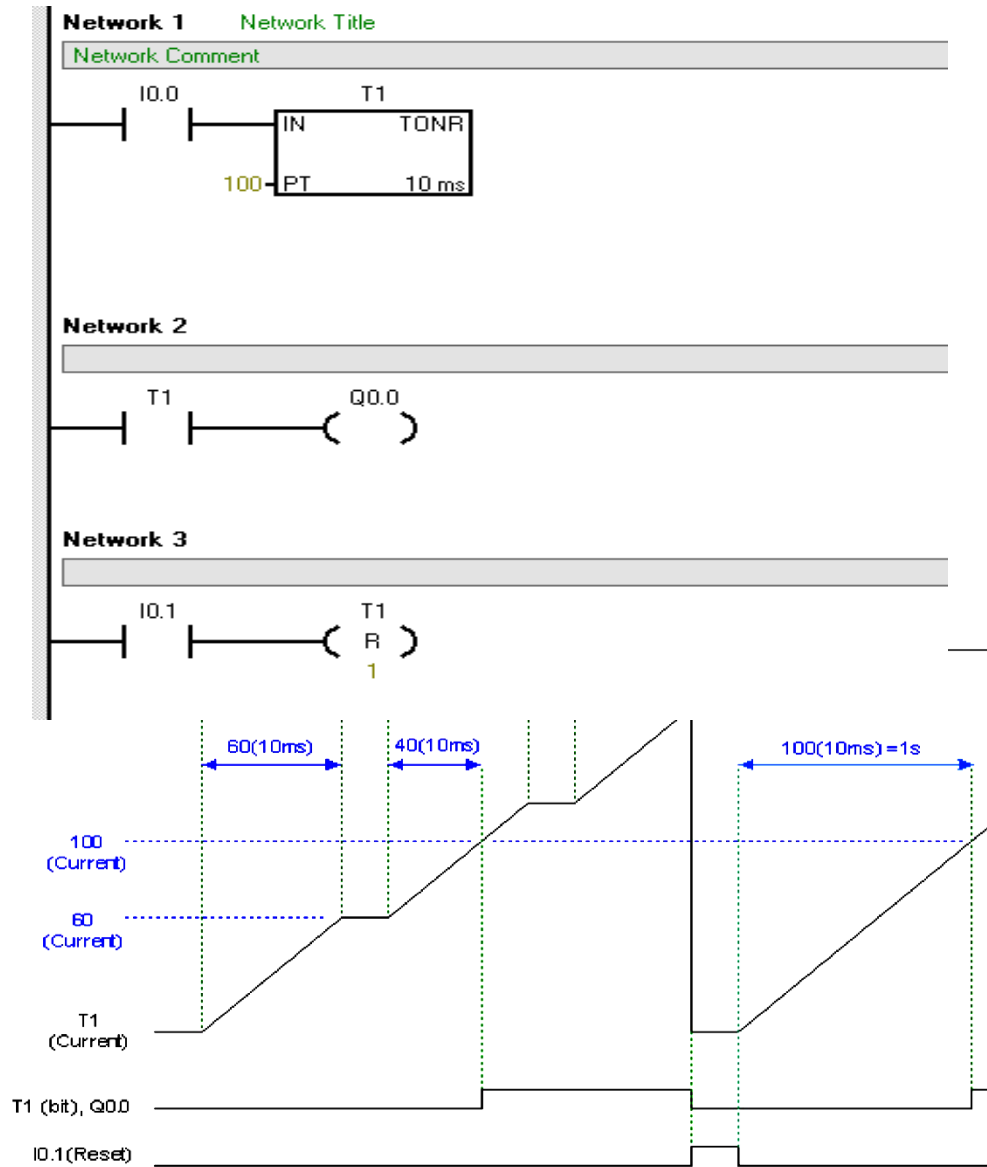 Network 1 Network Title
Network Comment
I0.0 T1
IN TONR
100 PT 10 ms
Network 2
T1 Q0.0
Network 3
I0.1 T1
R
1
60(10ms) 40(10ms) 100(10ms)=1s
100
(Current)
60
(Current)
T1
(Current)
T1 (bit), Q0.0
I0.1(Reset)